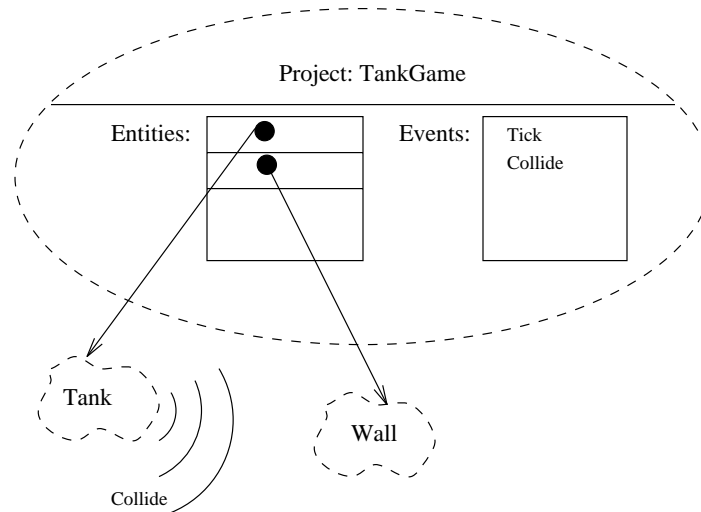 Project: TankGame
Entities:
Events:
Tick
Collide
Tank
Wall
Collide